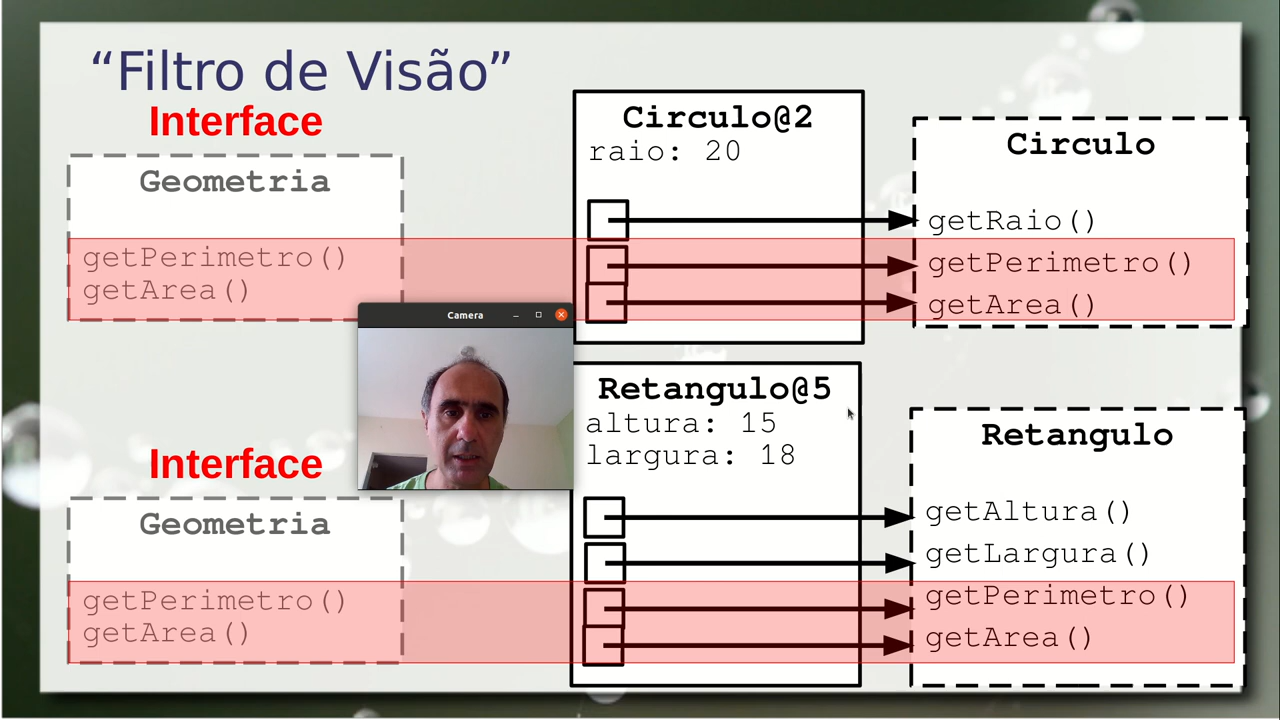 “Filtro de Visão”
Interface
Geometria
getPerimetro()
getArea()
Circulo@2
raio: 20
Circulo
getRaio()
getPerimetro()
getArea()
Camera
Interface
Geometria
getPerimetro()
getArea()
Retangulo@5
altura: 15
largura: 18
Retangulo
getAltura()
getLargura()
getPerimetro()
getArea()